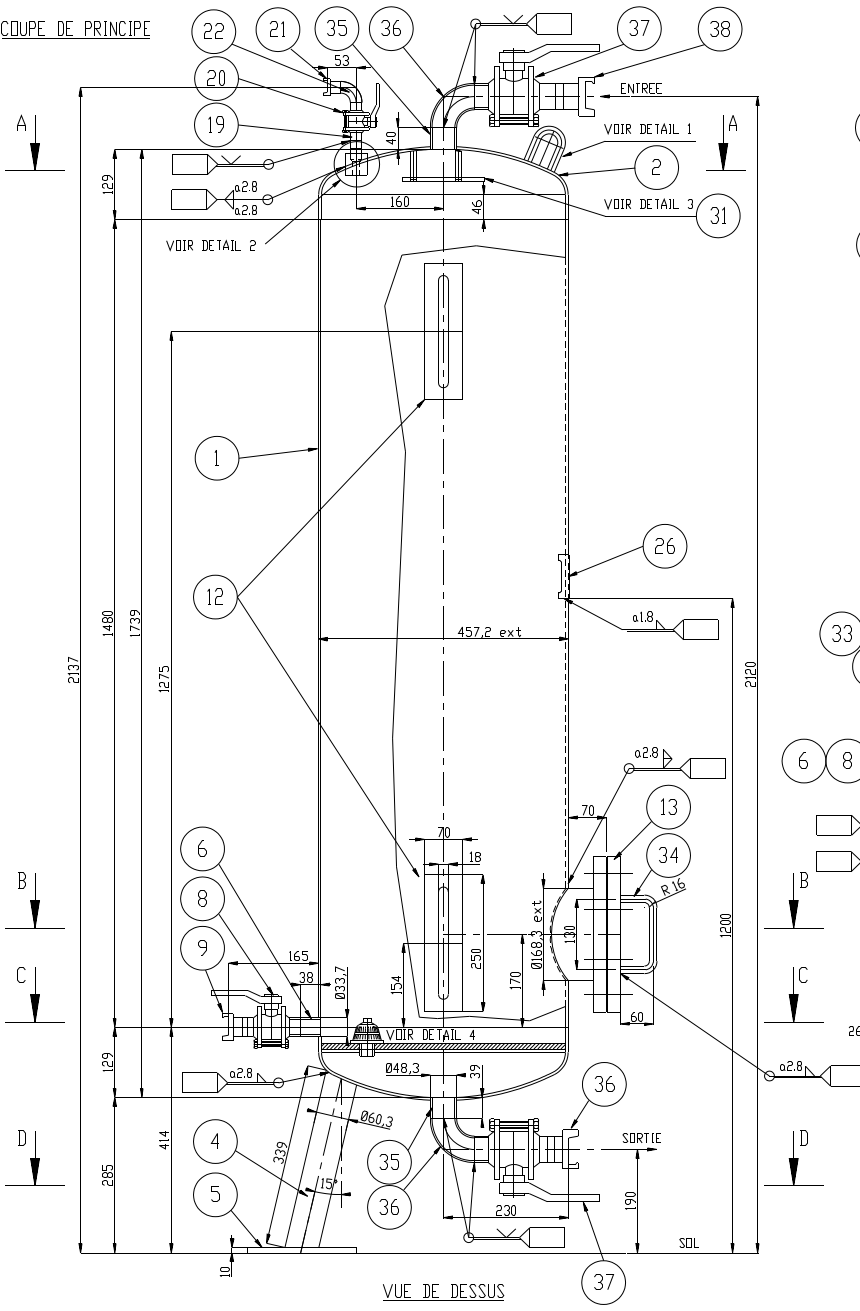 COUPE DE PRINCIPE
22
21
35
36
37
38
53
20
ENTREE
A
19
40
VOIR DETAIL 1
A
2
129
a2.8
a2.8
160
46
VOIR DETAIL 3
31
VOIR DETAIL 2
1
26
12
1480
1739
a1.8
457,2 ext
33
2137
1275
2120
a2.8
6
8
70
13
70
6
34
18
R 16
8
B
B
Ø168,3 ext
130
1200
9
250
165
170
C
38
Ø33,7
154
C
60
VOIR DETAIL 4
26
129
Ø48,3
39
a2.8
a2.8
36
414
339
Ø60,3
D
4
SORTIE
D
35
285
15°
5
36
190
230
SOL
10
37
VUE DE DESSUS